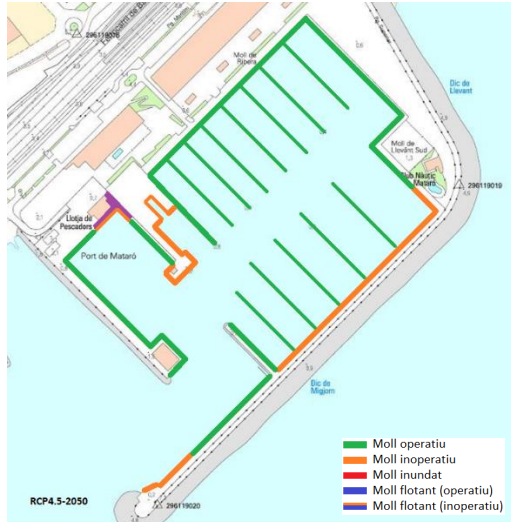 296119008
Moll de
Ribera
Dic de
Llevant
Moll de
Llevant Sud
Club Nàutic
Mataró
296119019
Llotja de
Pescadors
Port de Mataró
Dic de
Migjorn
RCP4.5-2050
296119020
Moll operatiu
Moll inoperatiu
Moll inundat
Moll flotant (operatiu)
Moll flotant (inoperatiu)